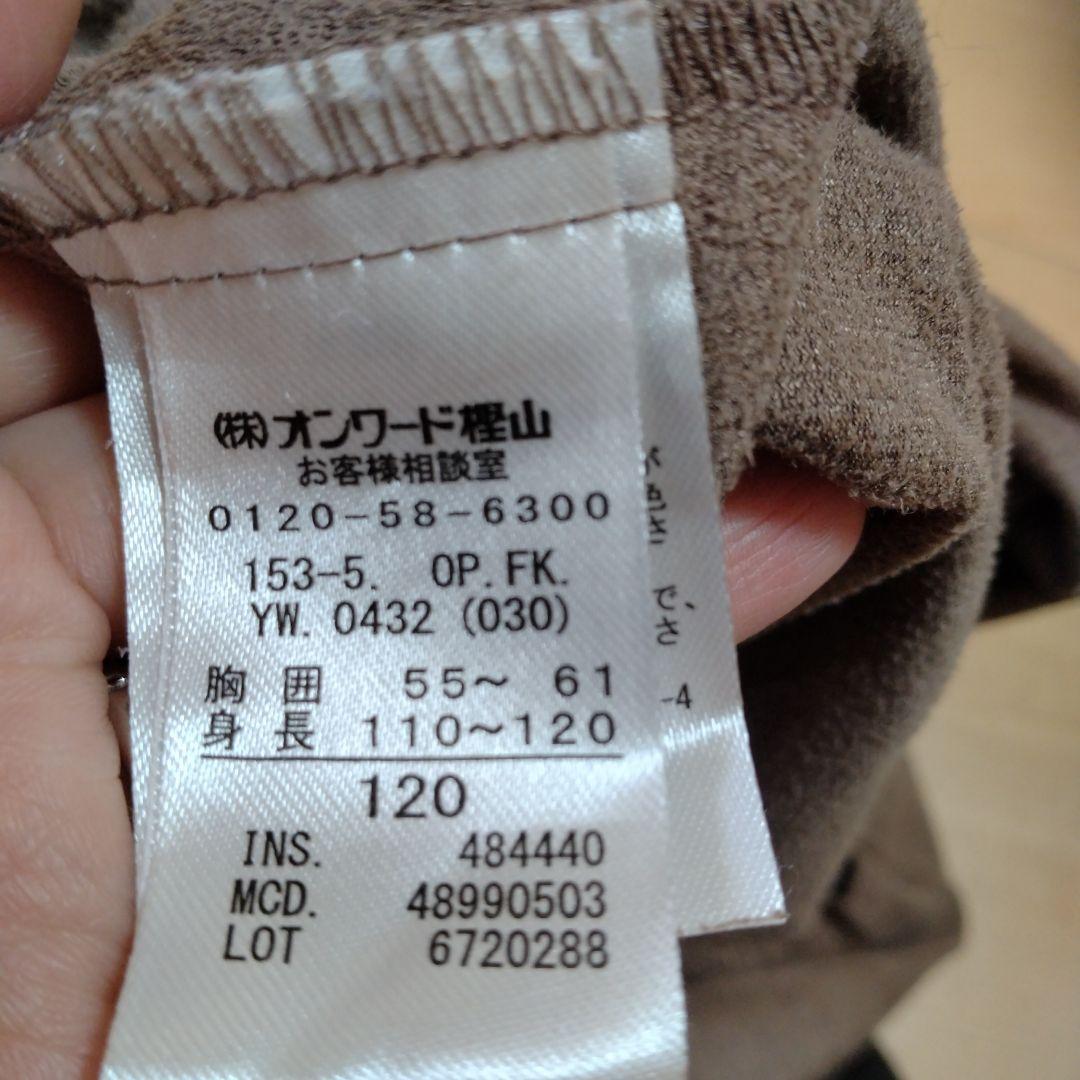 ㈱オンワード樫山
お客様相談室
0120-58-6300
153-5. OP.FK.
YW. 0432 (030)
胸囲 55~ 61
身長 110~120
120
INS. 484440
MCD. 48990503
LOT 6720288
で、
さ
-4